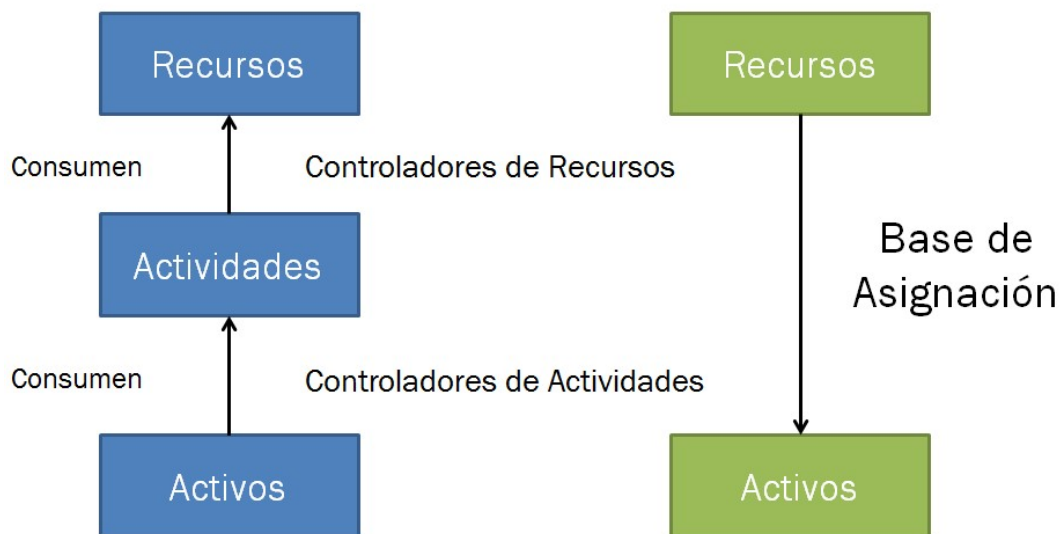 Recursos
Recursos
Consumen
Controladores de Recursos
Actividades
Base de
Asignación
Consumen
Controladores de Actividades
Activos
Activos